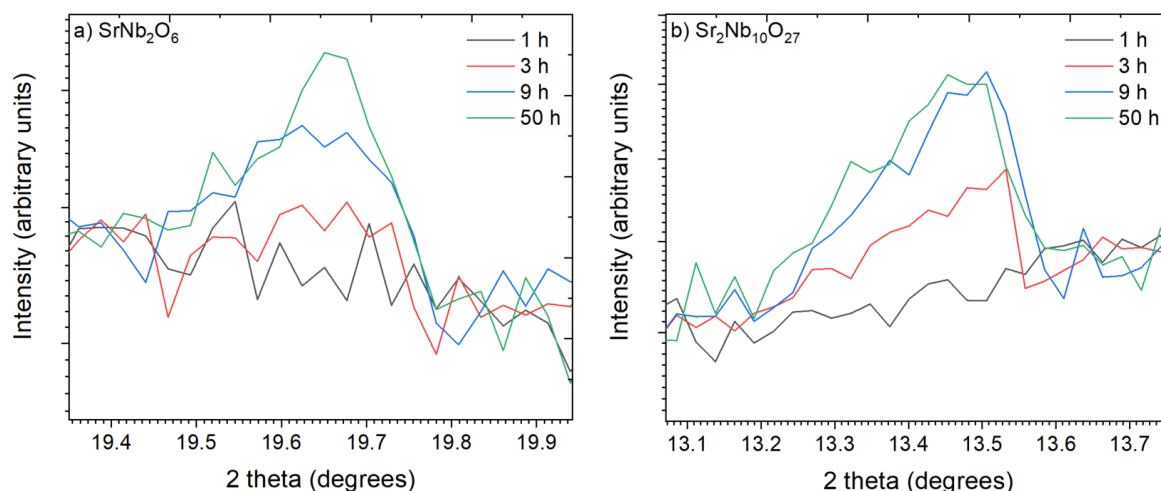 a) SrNb₂O₆
1 h
3 h
9 h
50 h
Intensity (arbitrary units)
19.4 19.5 19.6 19.7 19.8 19.9
2 theta (degrees)
b) Sr₂Nb₁₀O₂₇
1 h
3 h
9 h
50 h
Intensity (arbitrary units)
13.1 13.2 13.3 13.4 13.5 13.6 13.7
2 theta (degrees)